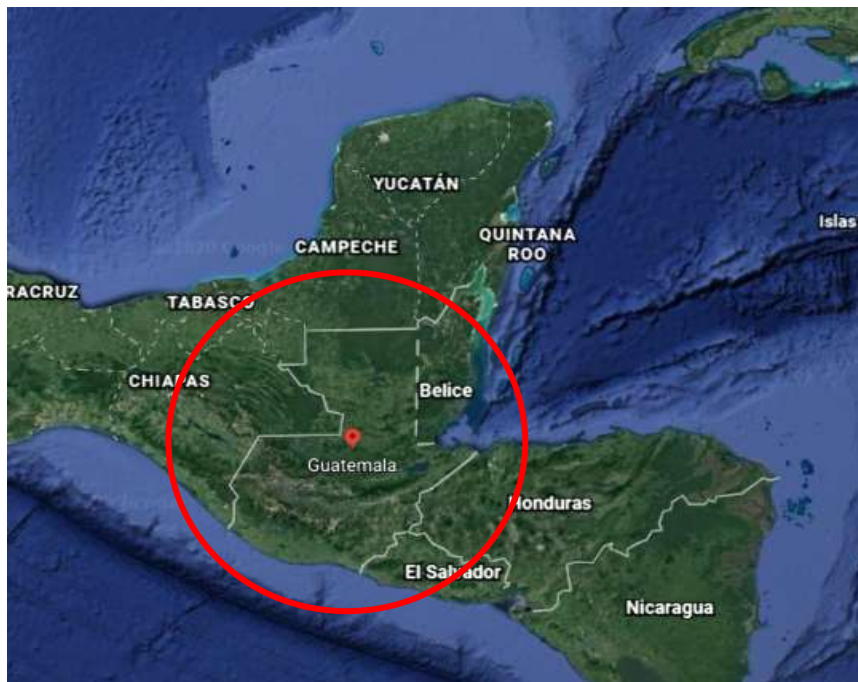 YUCATÁN
QUINTANA
ROO
CAMPECHE
Islas
RACRUZ
TABASCO
CHIAPAS
Belice
Guatemala
Honduras
El Salvador
Nicaragua